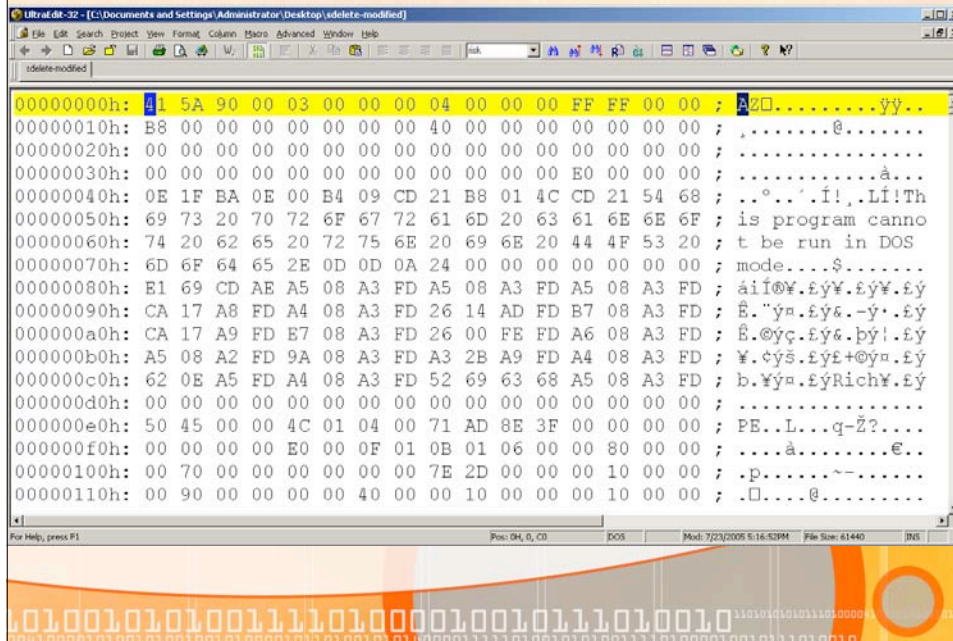 UltraEdit-32 - [C:\Documents and Settings\Administrator\Desktop\sdelete-modified]
File Edit Search Project View Format Column Macro Advanced Window Help
risk
sdelete-modified
00000000h: 41 5A 90 00 03 00 00 00 04 00 00 00 FF FF 00 00 ; AZ□.........ÿÿ..
00000010h: B8 00 00 00 00 00 00 00 40 00 00 00 00 00 00 00 ; ¸.......@.......
00000020h: 00 00 00 00 00 00 00 00 00 00 00 00 00 00 00 00 ; ................
00000030h: 00 00 00 00 00 00 00 00 00 00 00 00 E0 00 00 00 ; ............à...
00000040h: 0E 1F BA 0E 00 B4 09 CD 21 B8 01 4C CD 21 54 68 ; ..º..´.Í!¸.LÍ!Th
00000050h: 69 73 20 70 72 6F 67 72 61 6D 20 63 61 6E 6E 6F ; is program canno
00000060h: 74 20 62 65 20 72 75 6E 20 69 6E 20 44 4F 53 20 ; t be run in DOS
00000070h: 6D 6F 64 65 2E 0D 0D 0A 24 00 00 00 00 00 00 00 ; mode....$.......
00000080h: E1 69 CD AE A5 08 A3 FD A5 08 A3 FD A5 08 A3 FD ; áiÍ®¥.£ý¥.£ý¥.£ý
00000090h: CA 17 A8 FD A4 08 A3 FD 26 14 AD FD B7 08 A3 FD ; Ê.¨ý¤.£ý&.-ý·.£ý
000000a0h: CA 17 A9 FD E7 08 A3 FD 26 00 FE FD A6 08 A3 FD ; Ê.©ýç.£ý&.þý¦.£ý
000000b0h: A5 08 A2 FD 9A 08 A3 FD A3 2B A9 FD A4 08 A3 FD ; ¥.¢ýš.£ý£+©ý¤.£ý
000000c0h: 62 0E A5 FD A4 08 A3 FD 52 69 63 68 A5 08 A3 FD ; b.¥ý¤.£ýRich¥.£ý
000000d0h: 00 00 00 00 00 00 00 00 00 00 00 00 00 00 00 00 ; ................
000000e0h: 50 45 00 00 4C 01 04 00 71 AD 8E 3F 00 00 00 00 ; PE..L...q-Ž?....
000000f0h: 00 00 00 00 E0 00 0F 01 0B 01 06 00 00 80 00 00 ; ....à........€..
00000100h: 00 70 00 00 00 00 00 00 7E 2D 00 00 00 10 00 00 ; .p......~-......
00000110h: 00 90 00 00 00 00 40 00 00 10 00 00 00 10 00 00 ; .□....@.........
For Help, press F1 Pos: 0H, 0, C0 DOS Mod: 7/23/2005 5:16:52PM File Size: 61440 INS